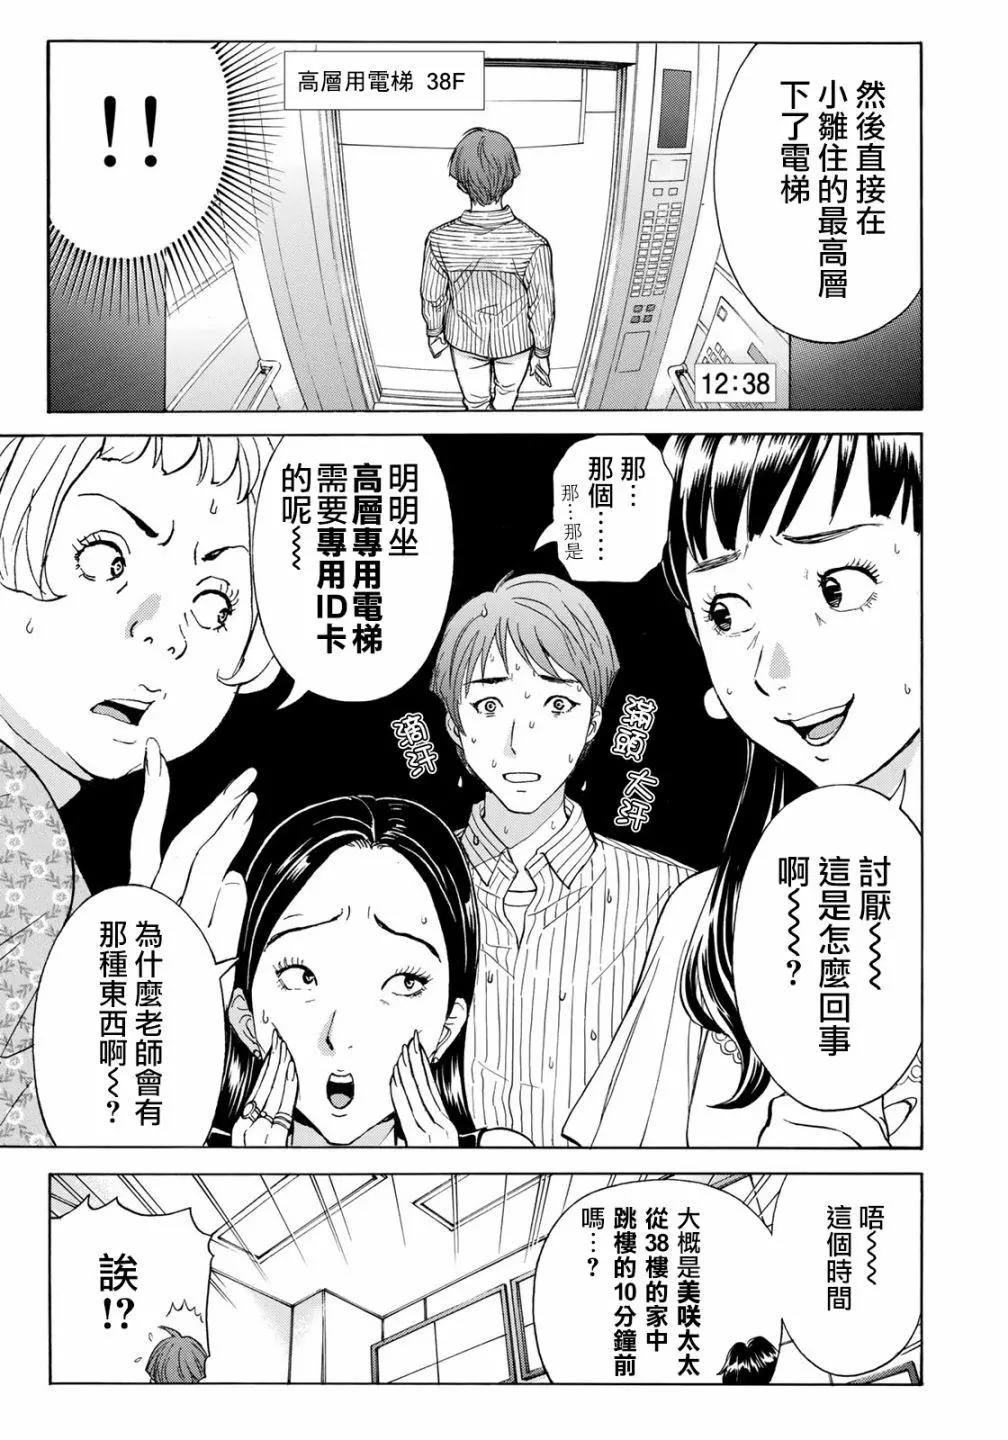 然後直接在
小雛住的最高層
下了電梯
高層用電梯 38F
!!
12:38
那…
那個……
那…那是
明明坐
高層專用電梯
需要專用ID卡
的呢~~
滿頭大汗
滴汗
討厭~~
這是怎麼回事
啊~~?
為什麼老師會有
那種東西啊~~?
唔~~
這個時間
大概是美咲太太
從38樓的家中
跳樓的10分鐘前
嗎…?
誒!?